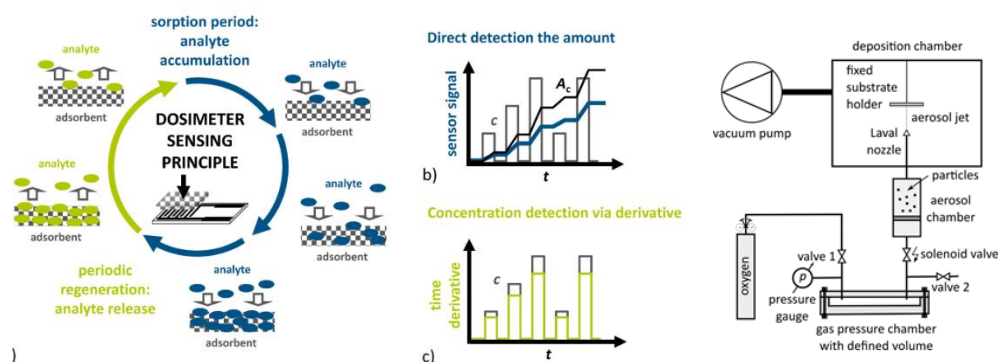 sorption period:
analyte
accumulation
analyte
adsorbent
analyte
adsorbent
DOSIMETER
SENSING
PRINCIPLE
analyte
adsorbent
analyte
adsorbent
periodic
regeneration:
analyte release
analyte
adsorbent
)
Direct detection the amount
sensor signal
c
A_c
b)
t
Concentration detection via derivative
time
derivative
c
c)
t
deposition chamber
fixed
substrate
holder
aerosol jet
Laval
nozzle
vacuum pump
particles
aerosol
chamber
solenoid valve
valve 1
valve 2
oxygen
p
pressure
gauge
gas pressure chamber
with defined volume